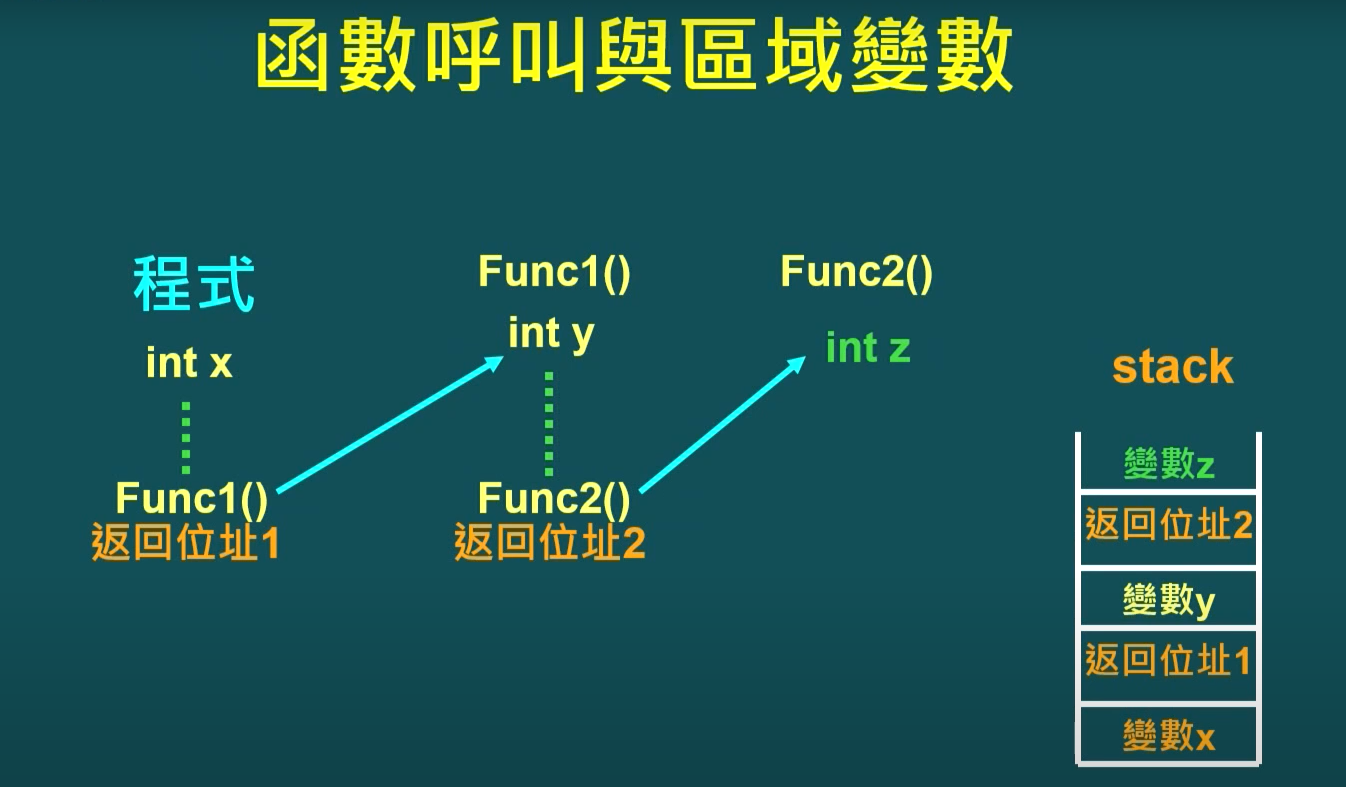 函數呼叫與區域變數
程式
int x
Func1()
返回位址1
Func1()
int y
Func2()
返回位址2
Func2()
int z
stack
變數z
返回位址2
變數y
返回位址1
變數x